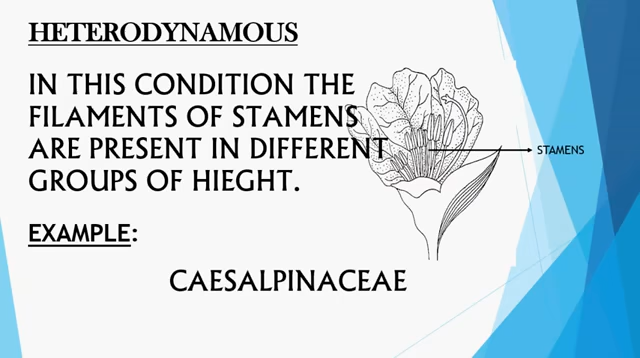 HETERODYNAMOUS
IN THIS CONDITION THE
FILAMENTS OF STAMENS
ARE PRESENT IN DIFFERENT
GROUPS OF HIEGHT.
STAMENS
EXAMPLE:
CAESALPINACEAE